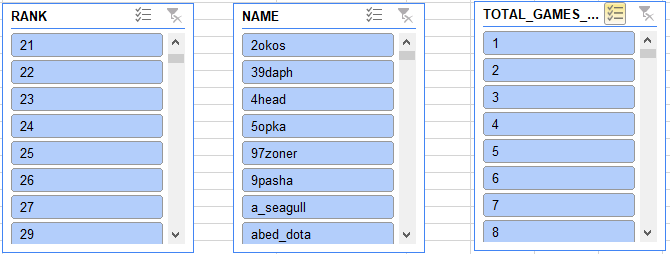 RANK
21
22
23
24
25
26
27
29
NAME
2okos
39daph
4head
5opka
97zoner
9pasha
a_seagull
abed_dota
TOTAL_GAMES_...
1
2
3
4
5
6
7
8